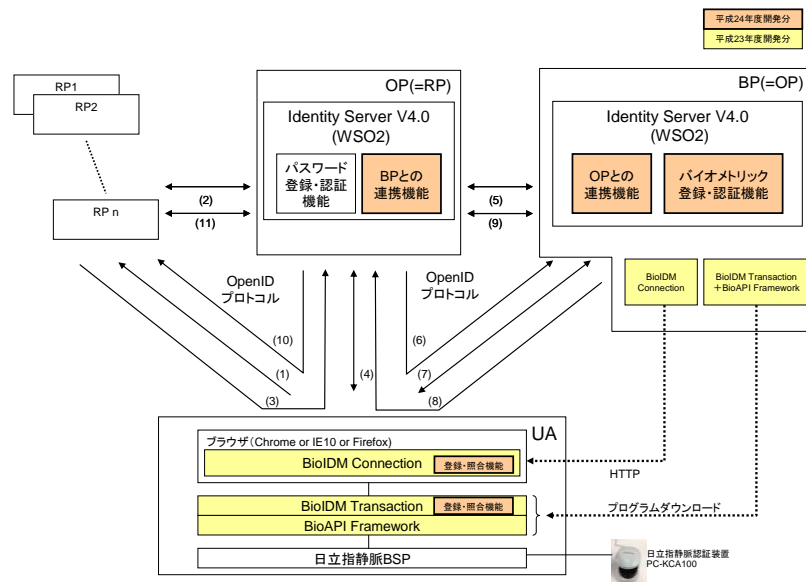 平成24年度開発分
平成23年度開発分
RP1
RP2
RP n
OP(=RP)
Identity Server V4.0
(WSO2)
パスワード
登録・認証
機能
BPとの
連携機能
BP(=OP)
Identity Server V4.0
(WSO2)
OPとの
連携機能
バイオメトリック
登録・認証機能
(2)
(11)
(5)
(9)
BioIDM
Connection
BioIDM Transaction
+BioAPI Framework
OpenID
プロトコル
OpenID
プロトコル
(10)
(1)
(3)
(4)
(6)
(7)
(8)
UA
ブラウザ(Chrome or IE10 or Firefox)
BioIDM Connection
登録・照合機能
HTTP
BioIDM Transaction
登録・照合機能
BioAPI Framework
プログラムダウンロード
日立指静脈BSP
日立指静脈認証装置
PC-KCA100